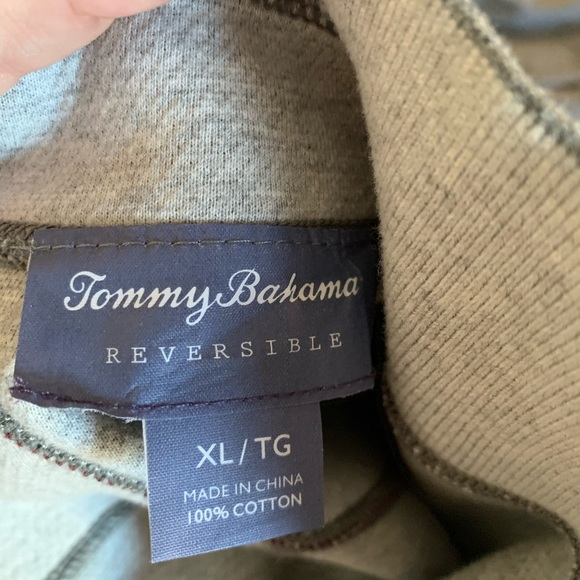 Tommy Bahama
REVERSIBLE
XL/TG
MADE IN CHINA
100% COTTON